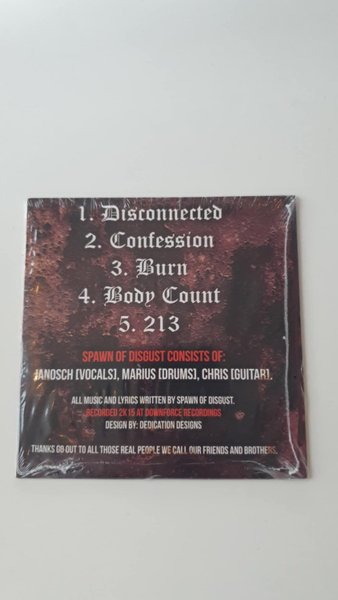 1. Disconnected
2. Confession
3. Burn
4. Body Count
5. 213
SPAWN OF DISGUST CONSISTS OF:
JANOSCH [VOCALS], MARIUS [DRUMS], CHRIS [GUITAR].
ALL MUSIC AND LYRICS WRITTEN BY SPAWN OF DISGUST.
RECORDED 2K15 AT DOWNFORCE RECORDINGS
DESIGN BY: DEDICATION DESIGNS
THANKS GO OUT TO ALL THOSE REAL PEOPLE WE CALL OUR FRIENDS AND BROTHERS.